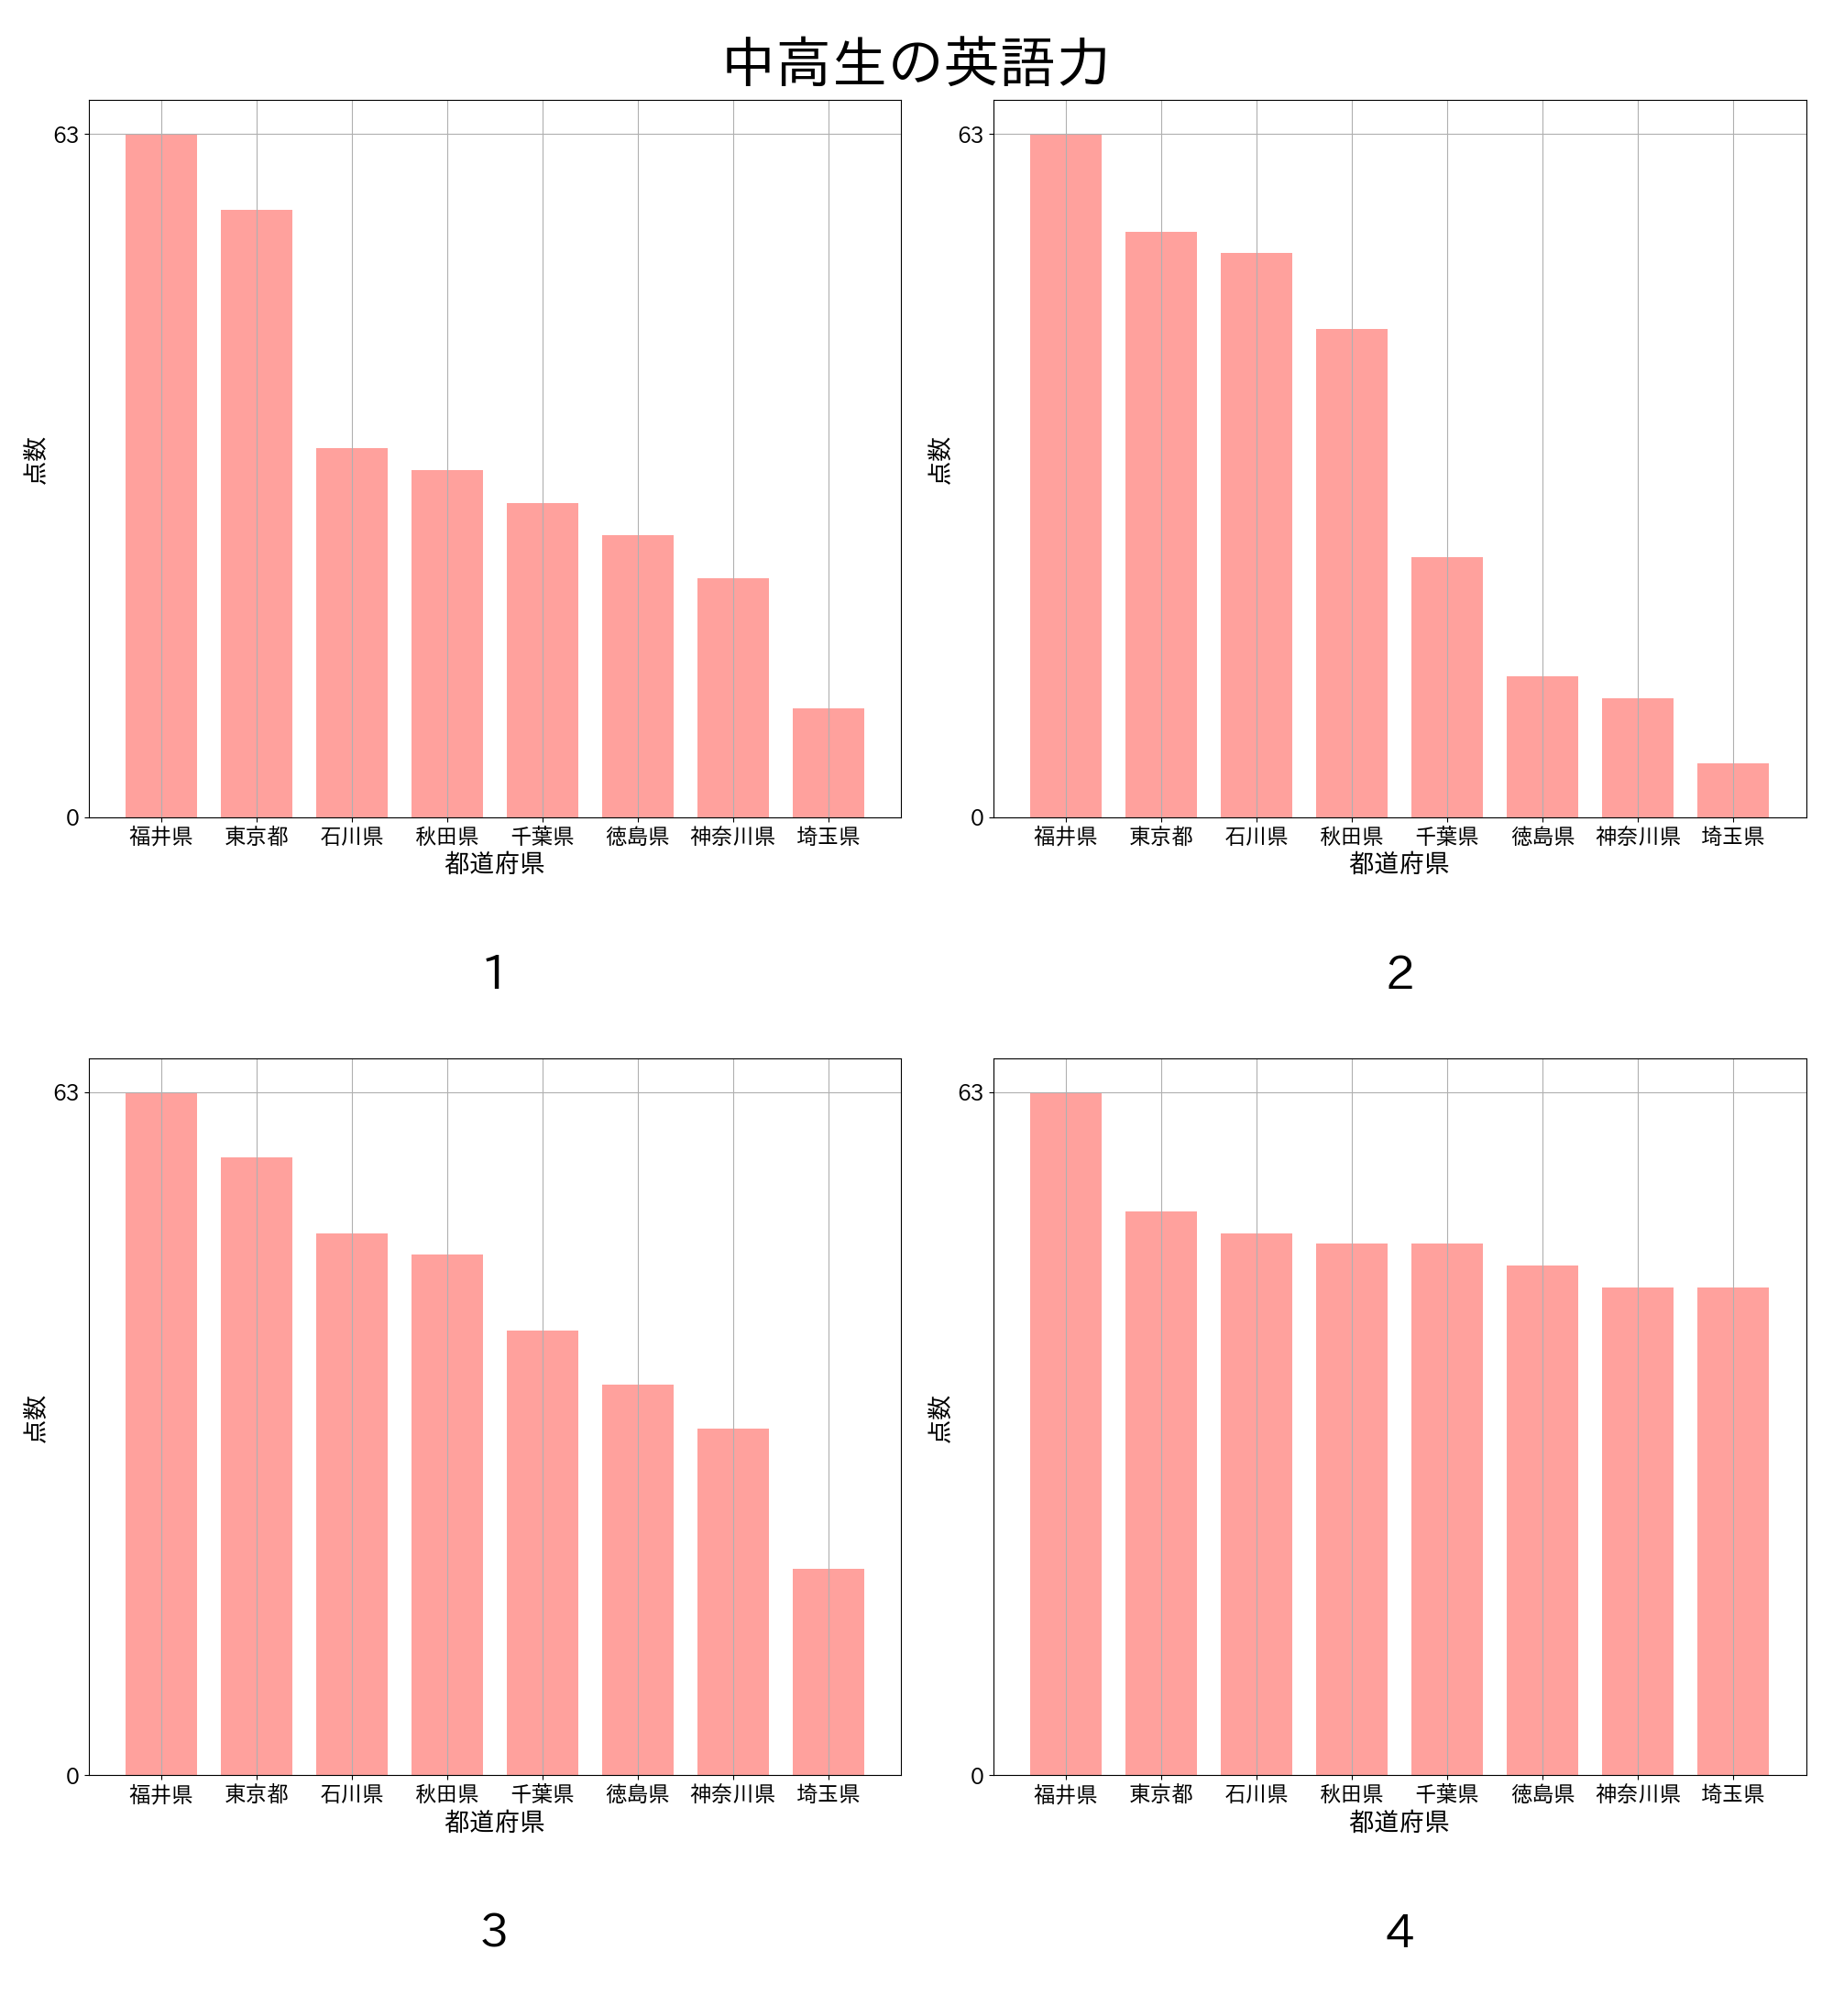 中高生の英語力
63
0
点数
福井県 東京都 石川県 秋田県 千葉県 徳島県 神奈川県 埼玉県
都道府県
1
63
0
点数
福井県 東京都 石川県 秋田県 千葉県 徳島県 神奈川県 埼玉県
都道府県
2
63
0
点数
福井県 東京都 石川県 秋田県 千葉県 徳島県 神奈川県 埼玉県
都道府県
3
63
0
点数
福井県 東京都 石川県 秋田県 千葉県 徳島県 神奈川県 埼玉県
都道府県
4